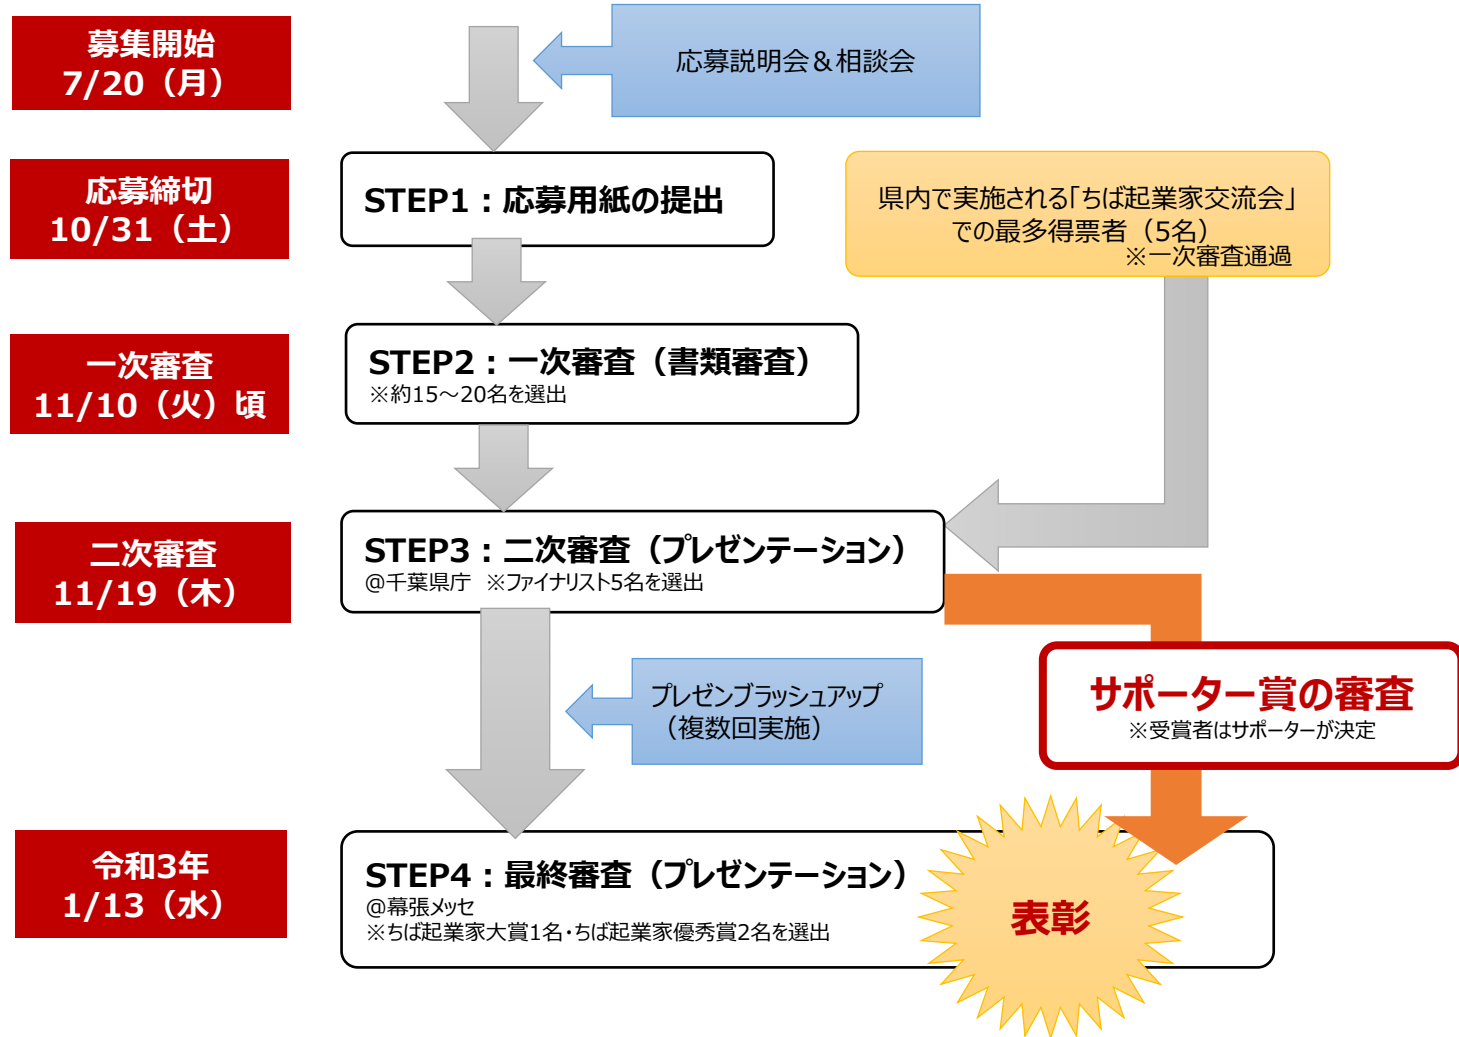 募集開始
7/20（月）
応募説明会＆相談会
応募締切
10/31（土）
STEP1：応募用紙の提出
県内で実施される「ちば起業家交流会」
での最多得票者（5名）
※一次審査通過
一次審査
11/10（火）頃
STEP2：一次審査（書類審査）
※約15～20名を選出
二次審査
11/19（木）
STEP3：二次審査（プレゼンテーション）
@千葉県庁　※ファイナリスト5名を選出
プレゼンブラッシュアップ
（複数回実施）
サポーター賞の審査
※受賞者はサポーターが決定
令和3年
1/13（水）
STEP4：最終審査（プレゼンテーション）
@幕張メッセ
※ちば起業家大賞1名・ちば起業家優秀賞2名を選出
表彰